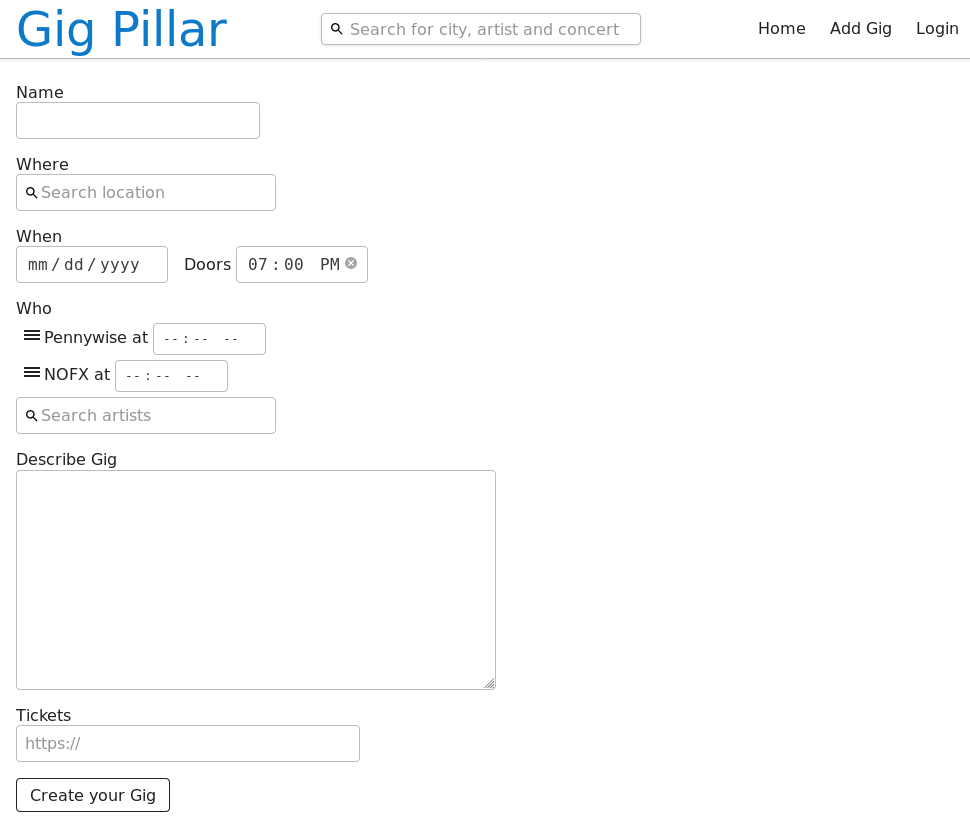 Gig Pillar
Search for city, artist and concert
Home Add Gig Login
Name
Where
Search location
When
mm/dd/yyyy Doors 07:00 PM
Who
Pennywise at --:-- --
NOFX at --:-- --
Search artists
Describe Gig
Tickets
https://
Create your Gig